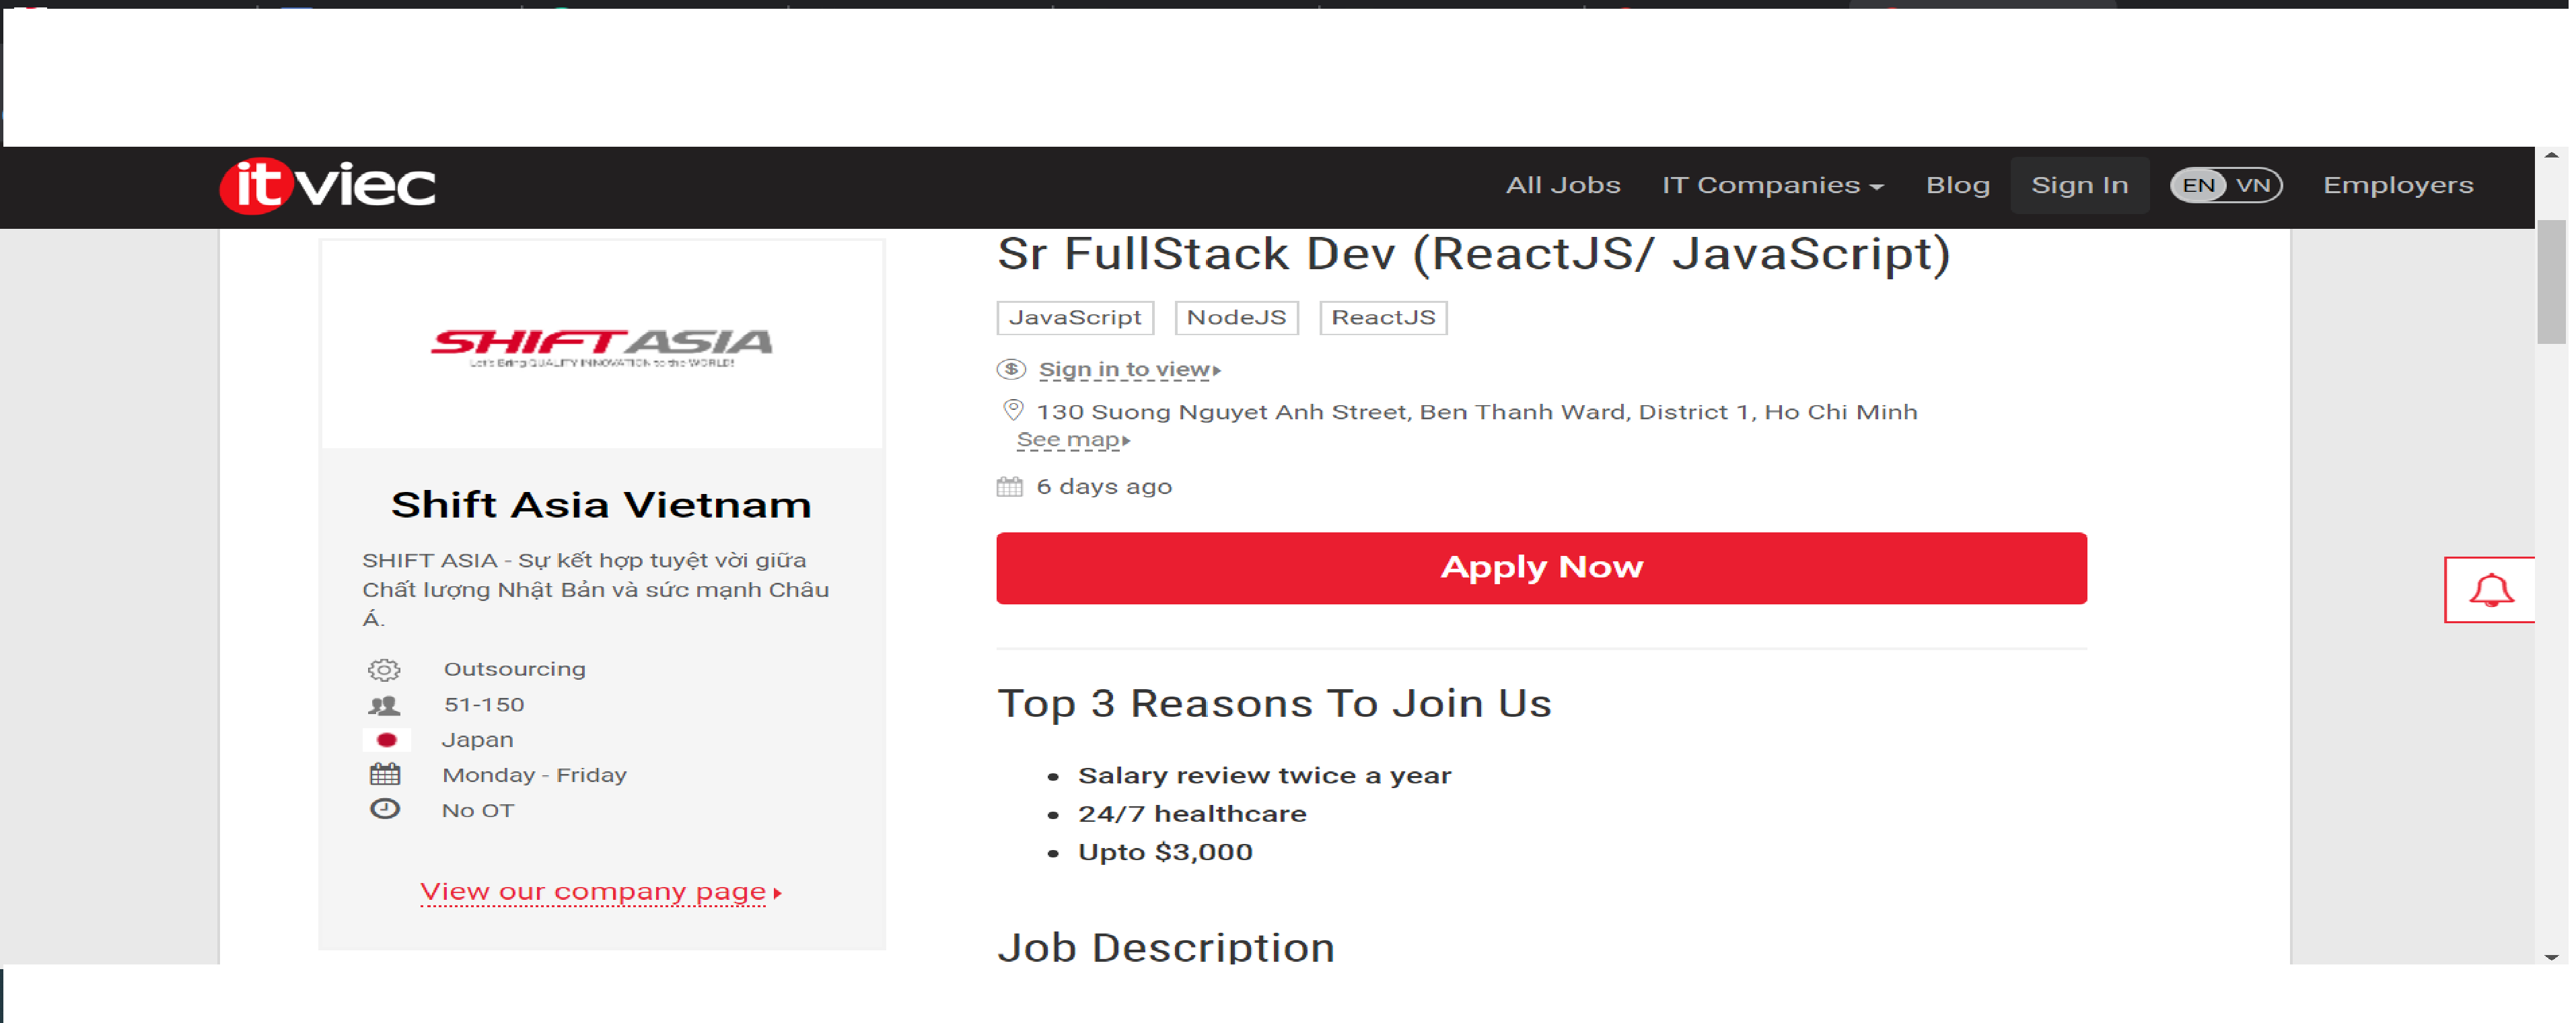 itviec
All Jobs
IT Companies
Blog
Sign In
EN VN
Employers
SHIFT ASIA
Let's Bring QUALITY INNOVATION to the WORLD!
Shift Asia Vietnam
SHIFT ASIA - Sự kết hợp tuyệt vời giữa
Chất lượng Nhật Bản và sức mạnh Châu
Á.
Outsourcing
51-150
Japan
Monday - Friday
No OT
View our company page
Sr FullStack Dev (ReactJS/ JavaScript)
JavaScript
NodeJS
ReactJS
Sign in to view
130 Suong Nguyet Anh Street, Ben Thanh Ward, District 1, Ho Chi Minh
See map
6 days ago
Apply Now
Top 3 Reasons To Join Us
• Salary review twice a year
• 24/7 healthcare
• Upto $3,000
Job Description